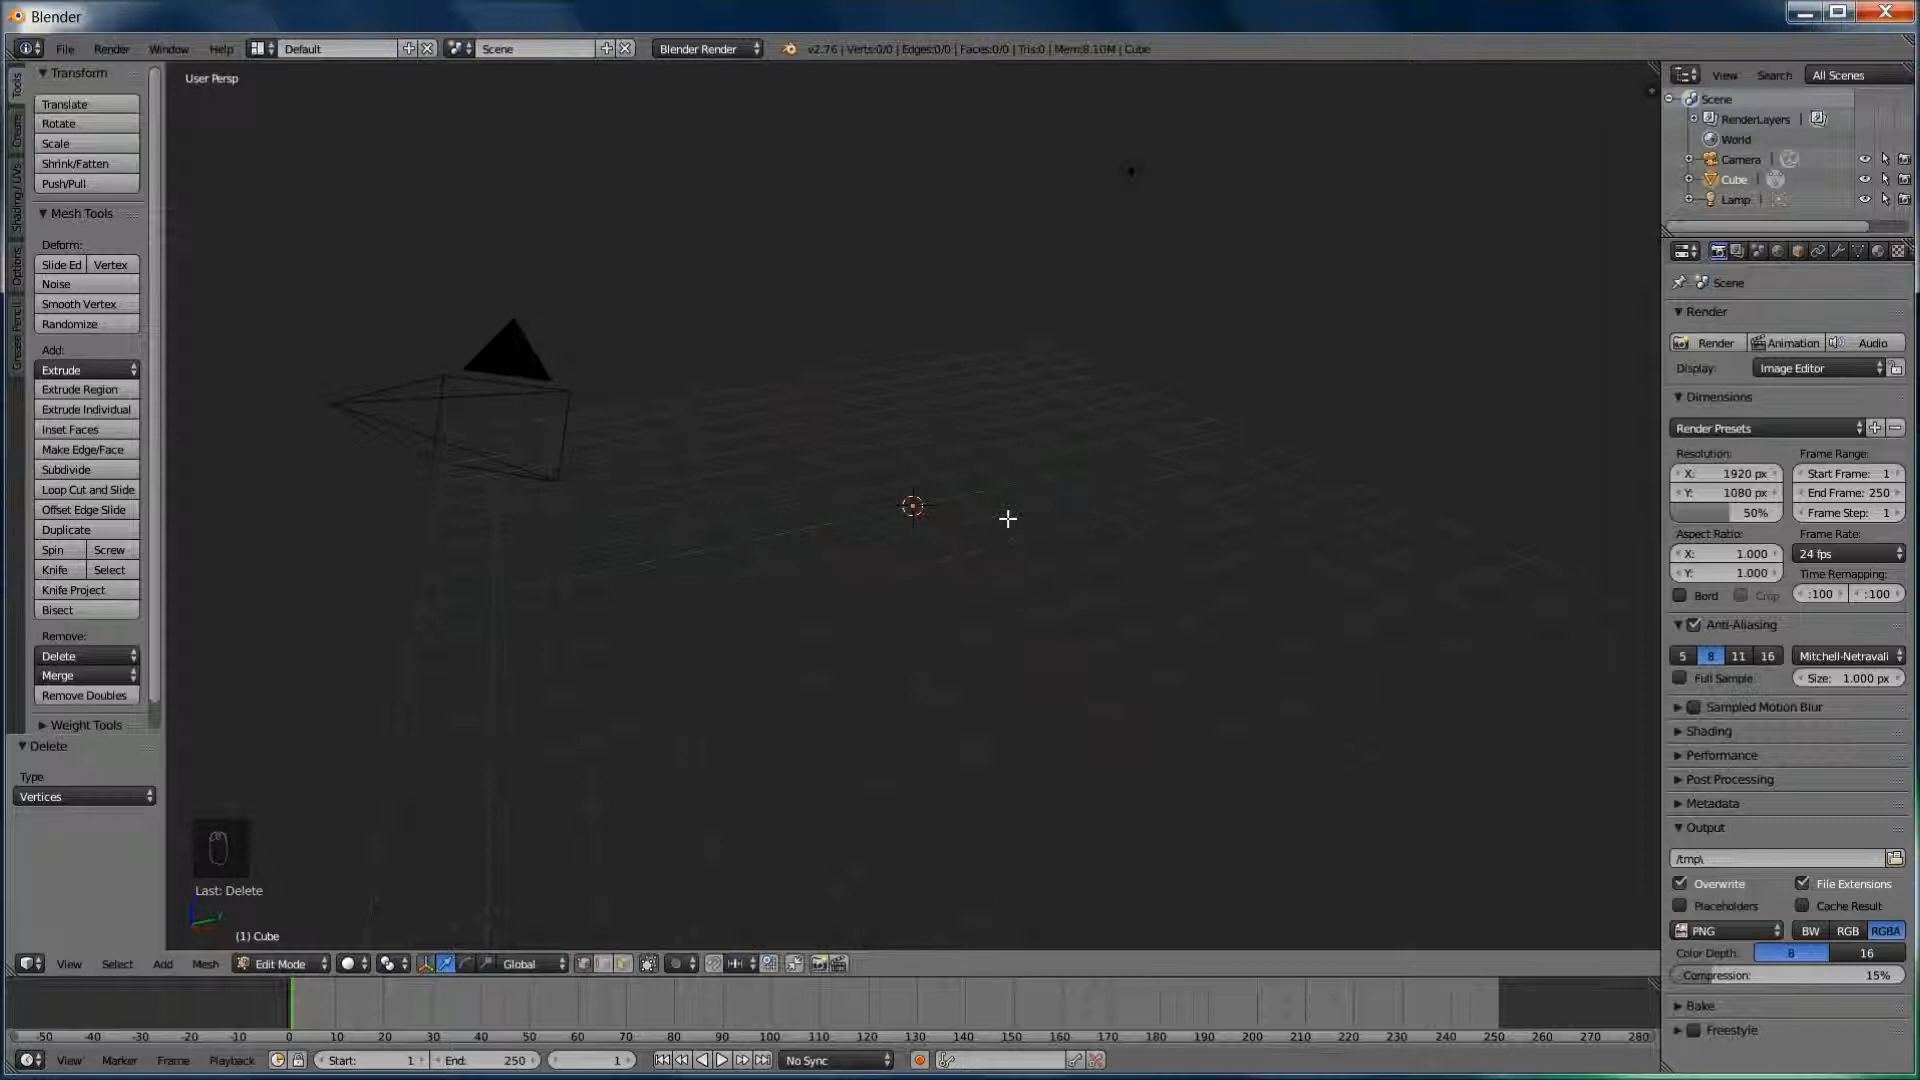 Blender
File Render Window Help Default Scene Blender Render v2.76 | Verts:0/0 | Edges:0/0 | Faces:0/0 | Tris:0 | Mem:8.10M | Cube
Tools
Create
Shading / UVs
Options
Grease Pencil
Transform
Translate
Rotate
Scale
Shrink/Fatten
Push/Pull
Mesh Tools
Deform:
Slide Ed Vertex
Noise
Smooth Vertex
Randomize
Add:
Extrude
Extrude Region
Extrude Individual
Inset Faces
Make Edge/Face
Subdivide
Loop Cut and Slide
Offset Edge Slide
Duplicate
Spin Screw
Knife Select
Knife Project
Bisect
Remove:
Delete
Merge
Remove Doubles
Weight Tools
Delete
Type
Vertices
User Persp
Last: Delete
(1) Cube
View Select Add Mesh Edit Mode Global
-50 -40 -30 -20 -10 0 10 20 30 40 50 60 70 80 90 100 110 120 130 140 150 160 170 180 190 200 210 220 230 240 250 260 270 280
View Marker Frame Playback Start: 1 End: 250 1 No Sync
View Search All Scenes
Scene
RenderLayers
World
Camera
Cube
Lamp
Scene
Render
Render Animation Audio
Display: Image Editor
Dimensions
Render Presets
Resolution: Frame Range:
X: 1920 px Start Frame: 1
Y: 1080 px End Frame: 250
50% Frame Step: 1
Aspect Ratio: Frame Rate:
X: 1.000 24 fps
Y: 1.000 Time Remapping:
Bord Crop :100 :100
Anti-Aliasing
5 8 11 16 Mitchell-Netravali
Full Sample Size: 1.000 px
Sampled Motion Blur
Shading
Performance
Post Processing
Metadata
Output
/tmp\
Overwrite File Extensions
Placeholders Cache Result
PNG BW RGB RGBA
Color Depth: 8 16
Compression: 15%
Bake
Freestyle